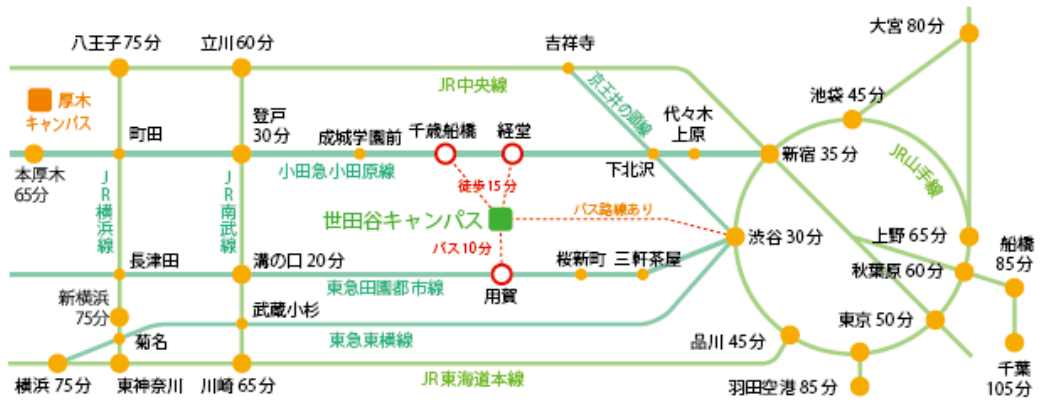 大宮 80分
八王子 75分
立川 60分
吉祥寺
JR中央線
京王井の頭線
池袋 45分
厚木
キャンパス
代々木
上原
登戸
30分
町田
成城学園前
千歳船橋
経堂
JR山手線
新宿 35分
本厚木
65分
小田急小田原線
下北沢
徒歩15分
JR横浜線
JR南武線
世田谷キャンパス
バス路線あり
渋谷 30分
上野 65分
船橋
85分
バス10分
長津田
溝の口 20分
桜新町
三軒茶屋
秋葉原 60分
東急田園都市線
用賀
新横浜
75分
武蔵小杉
東京 50分
菊名
東急東横線
品川 45分
千葉
105分
横浜 75分
東神奈川
川崎 65分
JR東海道本線
羽田空港 85分